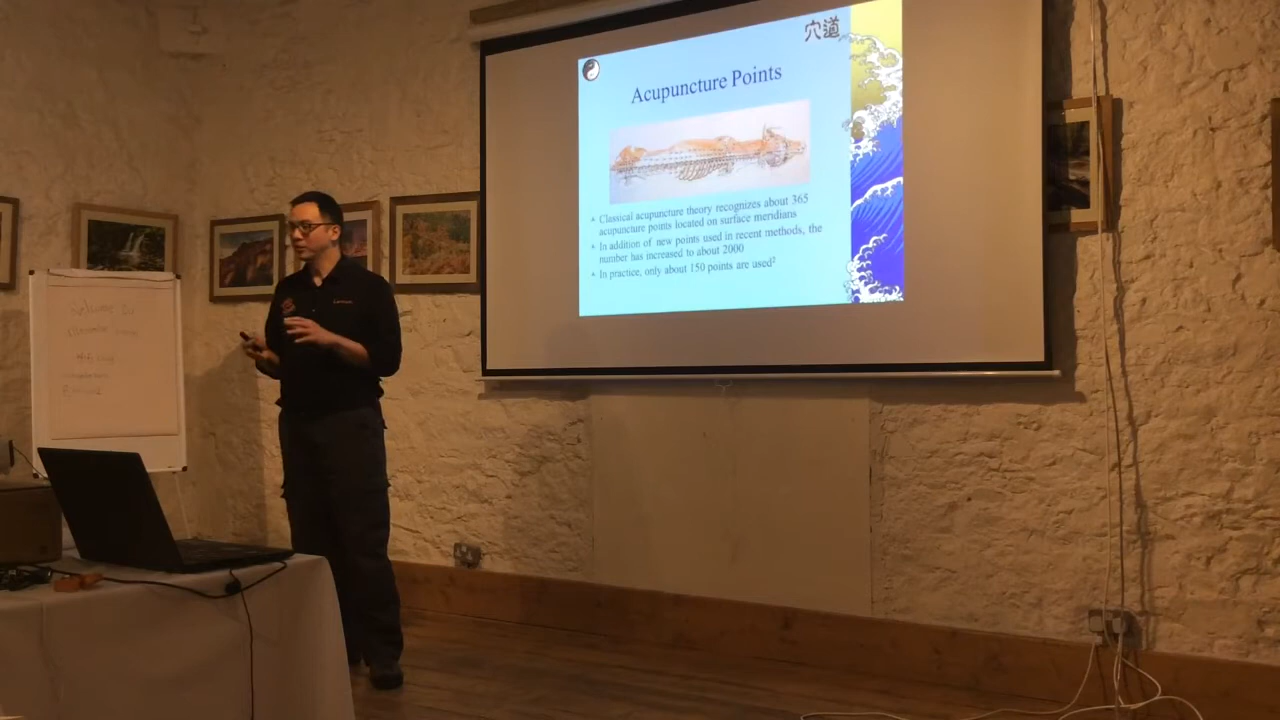 穴道
Acupuncture Points
Classical acupuncture theory recognizes about 365
acupuncture points located on surface meridians
In addition of new points used in recent methods, the
number has increased to about 2000
In practice, only about 150 points are used²